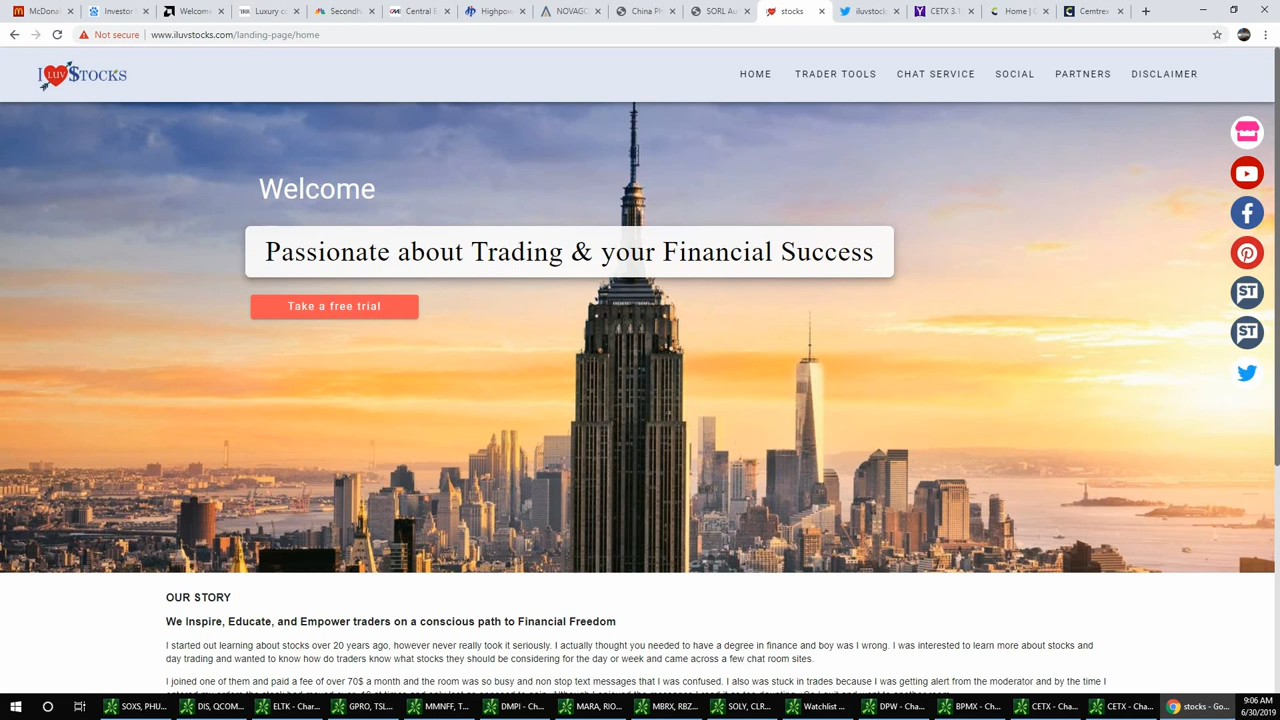 McDona
Investor
Welcome
Luxury c
Secondh
Central E
Highpow
NOVAGC
China Ph
SORL Au
stocks
iluvstock
CETX 3.1
Home | C
Cemtrex
Not secure
www.iluvstocks.com/landing-page/home
I LUV $TOCKS
HOME
TRADER TOOLS
CHAT SERVICE
SOCIAL
PARTNERS
DISCLAIMER
Welcome
Passionate about Trading & your Financial Success
Take a free trial
ST
ST
OUR STORY
We Inspire, Educate, and Empower traders on a conscious path to Financial Freedom
I started out learning about stocks over 20 years ago, however never really took it seriously. I actually thought you needed to have a degree in finance and boy was I wrong. I was interested to learn more about stocks and
day trading and wanted to know how do traders know what stocks they should be considering for the day or week and came across a few chat room sites.
I joined one of them and paid a fee of over 70$ a month and the room was so busy and non stop text messages that I was confused. I also was stuck in trades because I was getting alert from the moderator and by the time I
SOXS, PHU...
DIS, QCOM...
ELTK - Char...
GPRO, TSL...
MMNFF, T...
DMPI - Cha...
MARA, RIO...
MBRX, RBZ...
SOLY, CLR...
Watchlist ...
DPW - Cha...
BPMX - Ch...
CETX - Cha...
CETX - Cha...
stocks - Go...
9:06 AM
6/30/2019